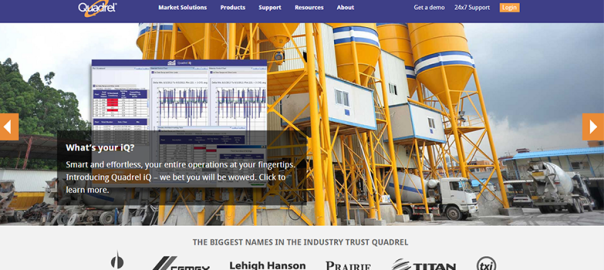 Quadrel
Market Solutions Products Support Resources About Get a demo 24x7 Support Login
What's your iQ?
Smart and effortless, your entire operations at your fingertips.
Introducing Quadrel iQ – we bet you will be wowed. Click to
learn more.
THE BIGGEST NAMES IN THE INDUSTRY TRUST QUADREL
CEMEX Lehigh Hanson PRAIRIE TITAN txi